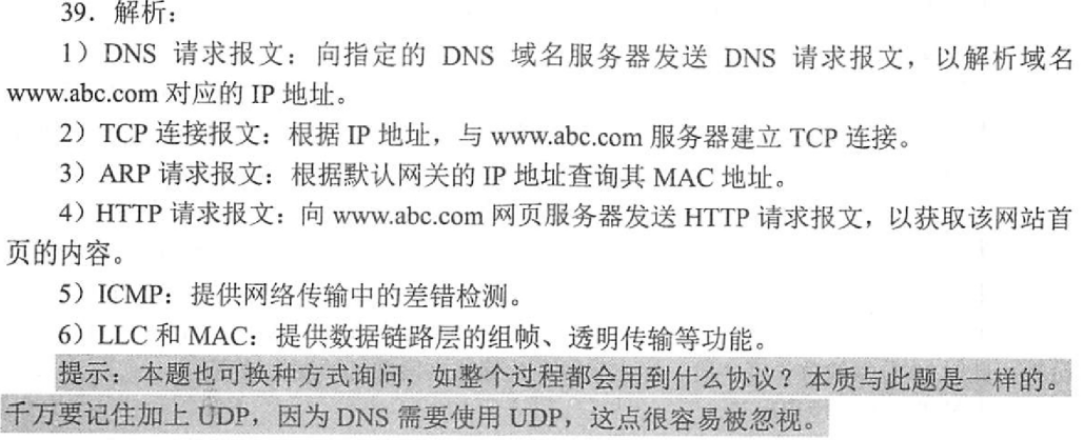 39．解析：
1）DNS 请求报文：向指定的 DNS 域名服务器发送 DNS 请求报文，以解析域名
www.abc.com 对应的 IP 地址。
2）TCP 连接报文：根据 IP 地址，与 www.abc.com 服务器建立 TCP 连接。
3）ARP 请求报文：根据默认网关的 IP 地址查询其 MAC 地址。
4）HTTP 请求报文：向 www.abc.com 网页服务器发送 HTTP 请求报文，以获取该网站首
页的内容。
5）ICMP：提供网络传输中的差错检测。
6）LLC 和 MAC：提供数据链路层的组帧、透明传输等功能。
提示：本题也可换种方式询问，如整个过程都会用到什么协议？本质与此题是一样的。
千万要记住加上 UDP，因为 DNS 需要使用 UDP，这点很容易被忽视。